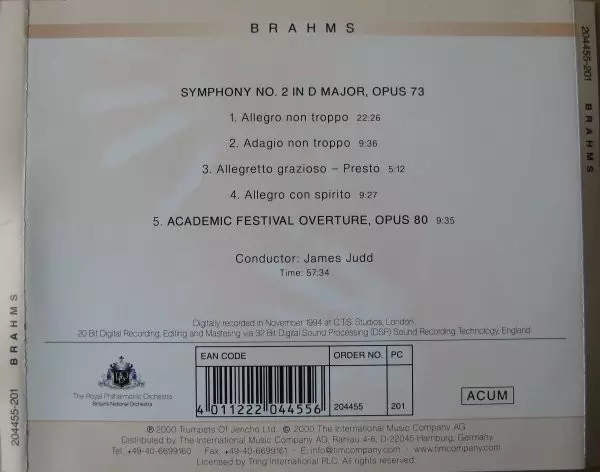 BRAHMS
SYMPHONY NO. 2 IN D MAJOR, OPUS 73
1. Allegro non troppo 22:26
2. Adagio non troppo 9:36
3. Allegretto grazioso – Presto 5:12
4. Allegro con spirito 9:27
5. ACADEMIC FESTIVAL OVERTURE, OPUS 80 9:35
Conductor: James Judd
Time: 57:34
Digitally recorded in November 1994 at C.T.S. Studios, London
20 Bit Digital Recording, Editing and Mastering via 32 Bit Digital Sound Processing (DSP) Sound Recording Technology, England
The Royal Philharmonic Orchestra
Britain's National Orchestra
EAN CODE
4 011222 044556
ORDER NO.
204455
PC
201
ACUM
℗ 2000 Trumpets Of Jericho Ltd. © 2000 The International Music Company AG
Distributed by The International Music Company AG, Rahlau 4-6, D-22045 Hamburg, Germany
Tel. +49-40-6699160 · Fax: +49-40-6699161 · E: info@timcompany.com · W: timcompany.com
Licensed by Tring International PLC. All rights reserved.
204455-201 BRAHMS
204455-201 BRAHMS